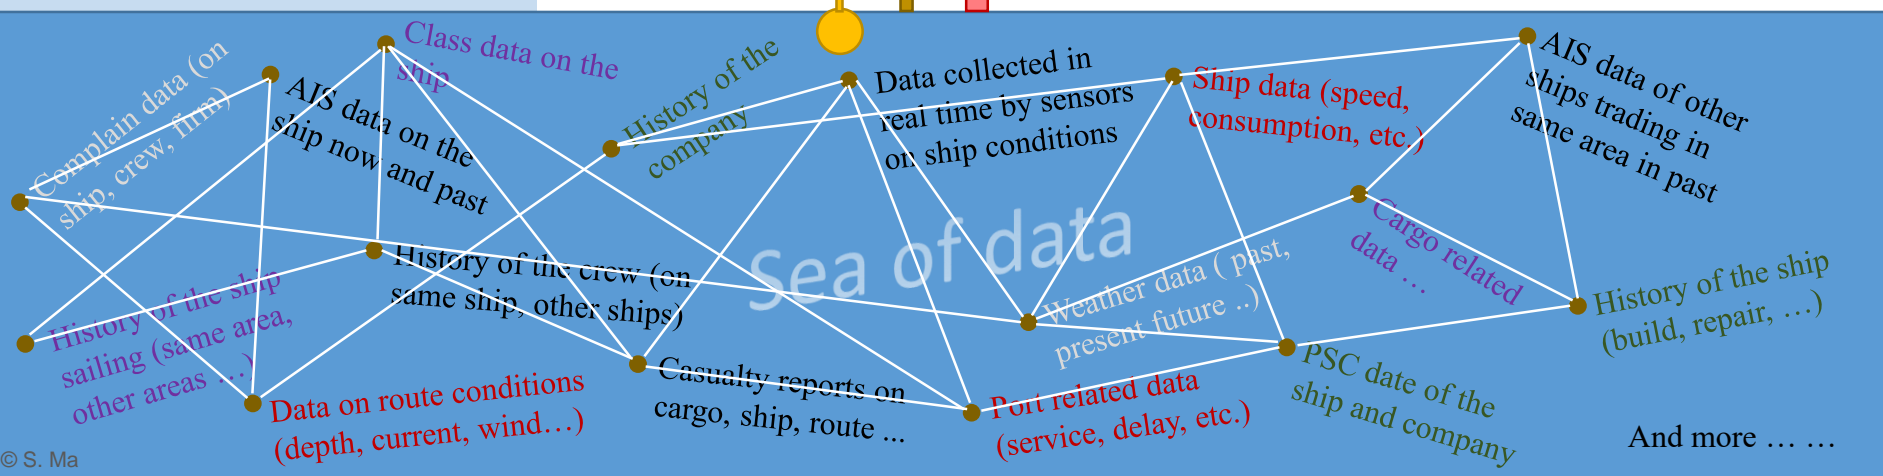 Complain data (on
ship, crew, firm)
AIS data on the
ship now and past
Class data on the
ship
History of the
company
Data collected in
real time by sensors
on ship conditions
Ship data (speed,
consumption, etc.)
AIS data of other
ships trading in
same area in past
Sea of data
History of the ship
sailing (same area,
other areas …)
History of the crew (on
same ship, other ships)
Weather data ( past,
present future ..)
Cargo related
data …
History of the ship
(build, repair, …)
Data on route conditions
(depth, current, wind…)
Casualty reports on
cargo, ship, route ...
Port related data
(service, delay, etc.)
PSC date of the
ship and company
And more … …
© S. Ma